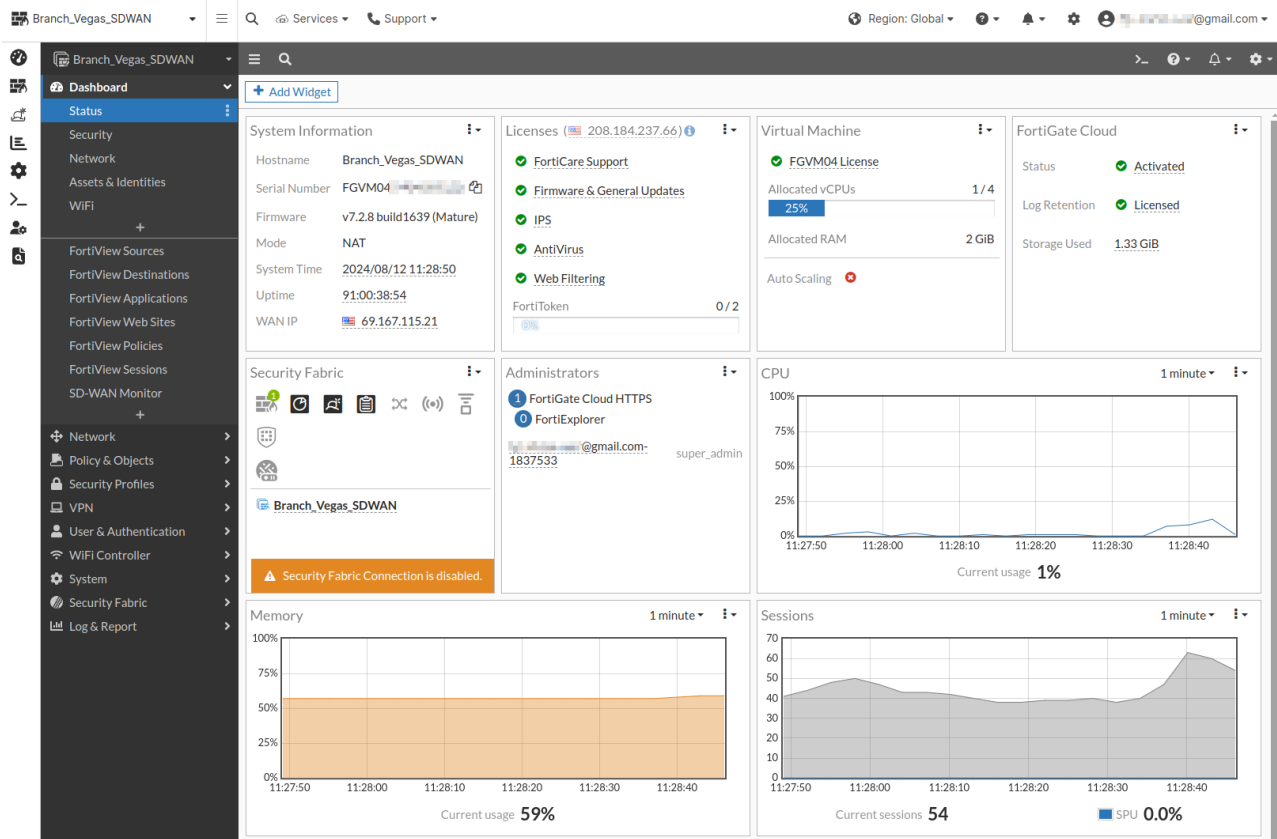 Branch_Vegas_SDWAN
Services
Support
Region: Global
@gmail.com
Branch_Vegas_SDWAN
Dashboard
Status
Security
Network
Assets & Identities
WiFi
FortiView Sources
FortiView Destinations
FortiView Applications
FortiView Web Sites
FortiView Policies
FortiView Sessions
SD-WAN Monitor
Network
Policy & Objects
Security Profiles
VPN
User & Authentication
WiFi Controller
System
Security Fabric
Log & Report
+ Add Widget
System Information
Hostname Branch_Vegas_SDWAN
Serial Number FGVM04
Firmware v7.2.8 build1639 (Mature)
Mode NAT
System Time 2024/08/12 11:28:50
Uptime 91:00:38:54
WAN IP 69.167.115.21
Licenses (208.184.237.66)
FortiCare Support
Firmware & General Updates
IPS
AntiVirus
Web Filtering
FortiToken 0 / 2
0%
Virtual Machine
FGVM04 License
Allocated vCPUs 1 / 4
25%
Allocated RAM 2 GiB
Auto Scaling
FortiGate Cloud
Status Activated
Log Retention Licensed
Storage Used 1.33 GiB
Security Fabric
1
Branch_Vegas_SDWAN
Security Fabric Connection is disabled.
Administrators
1 FortiGate Cloud HTTPS
0 FortiExplorer
@gmail.com-
1837533
super_admin
CPU 1 minute
100%
75%
50%
25%
0%
11:27:50 11:28:00 11:28:10 11:28:20 11:28:30 11:28:40
Current usage 1%
Memory 1 minute
100%
75%
50%
25%
0%
11:27:50 11:28:00 11:28:10 11:28:20 11:28:30 11:28:40
Current usage 59%
Sessions 1 minute
70
60
50
40
30
20
10
0
11:27:50 11:28:00 11:28:10 11:28:20 11:28:30 11:28:40
Current sessions 54 SPU 0.0%